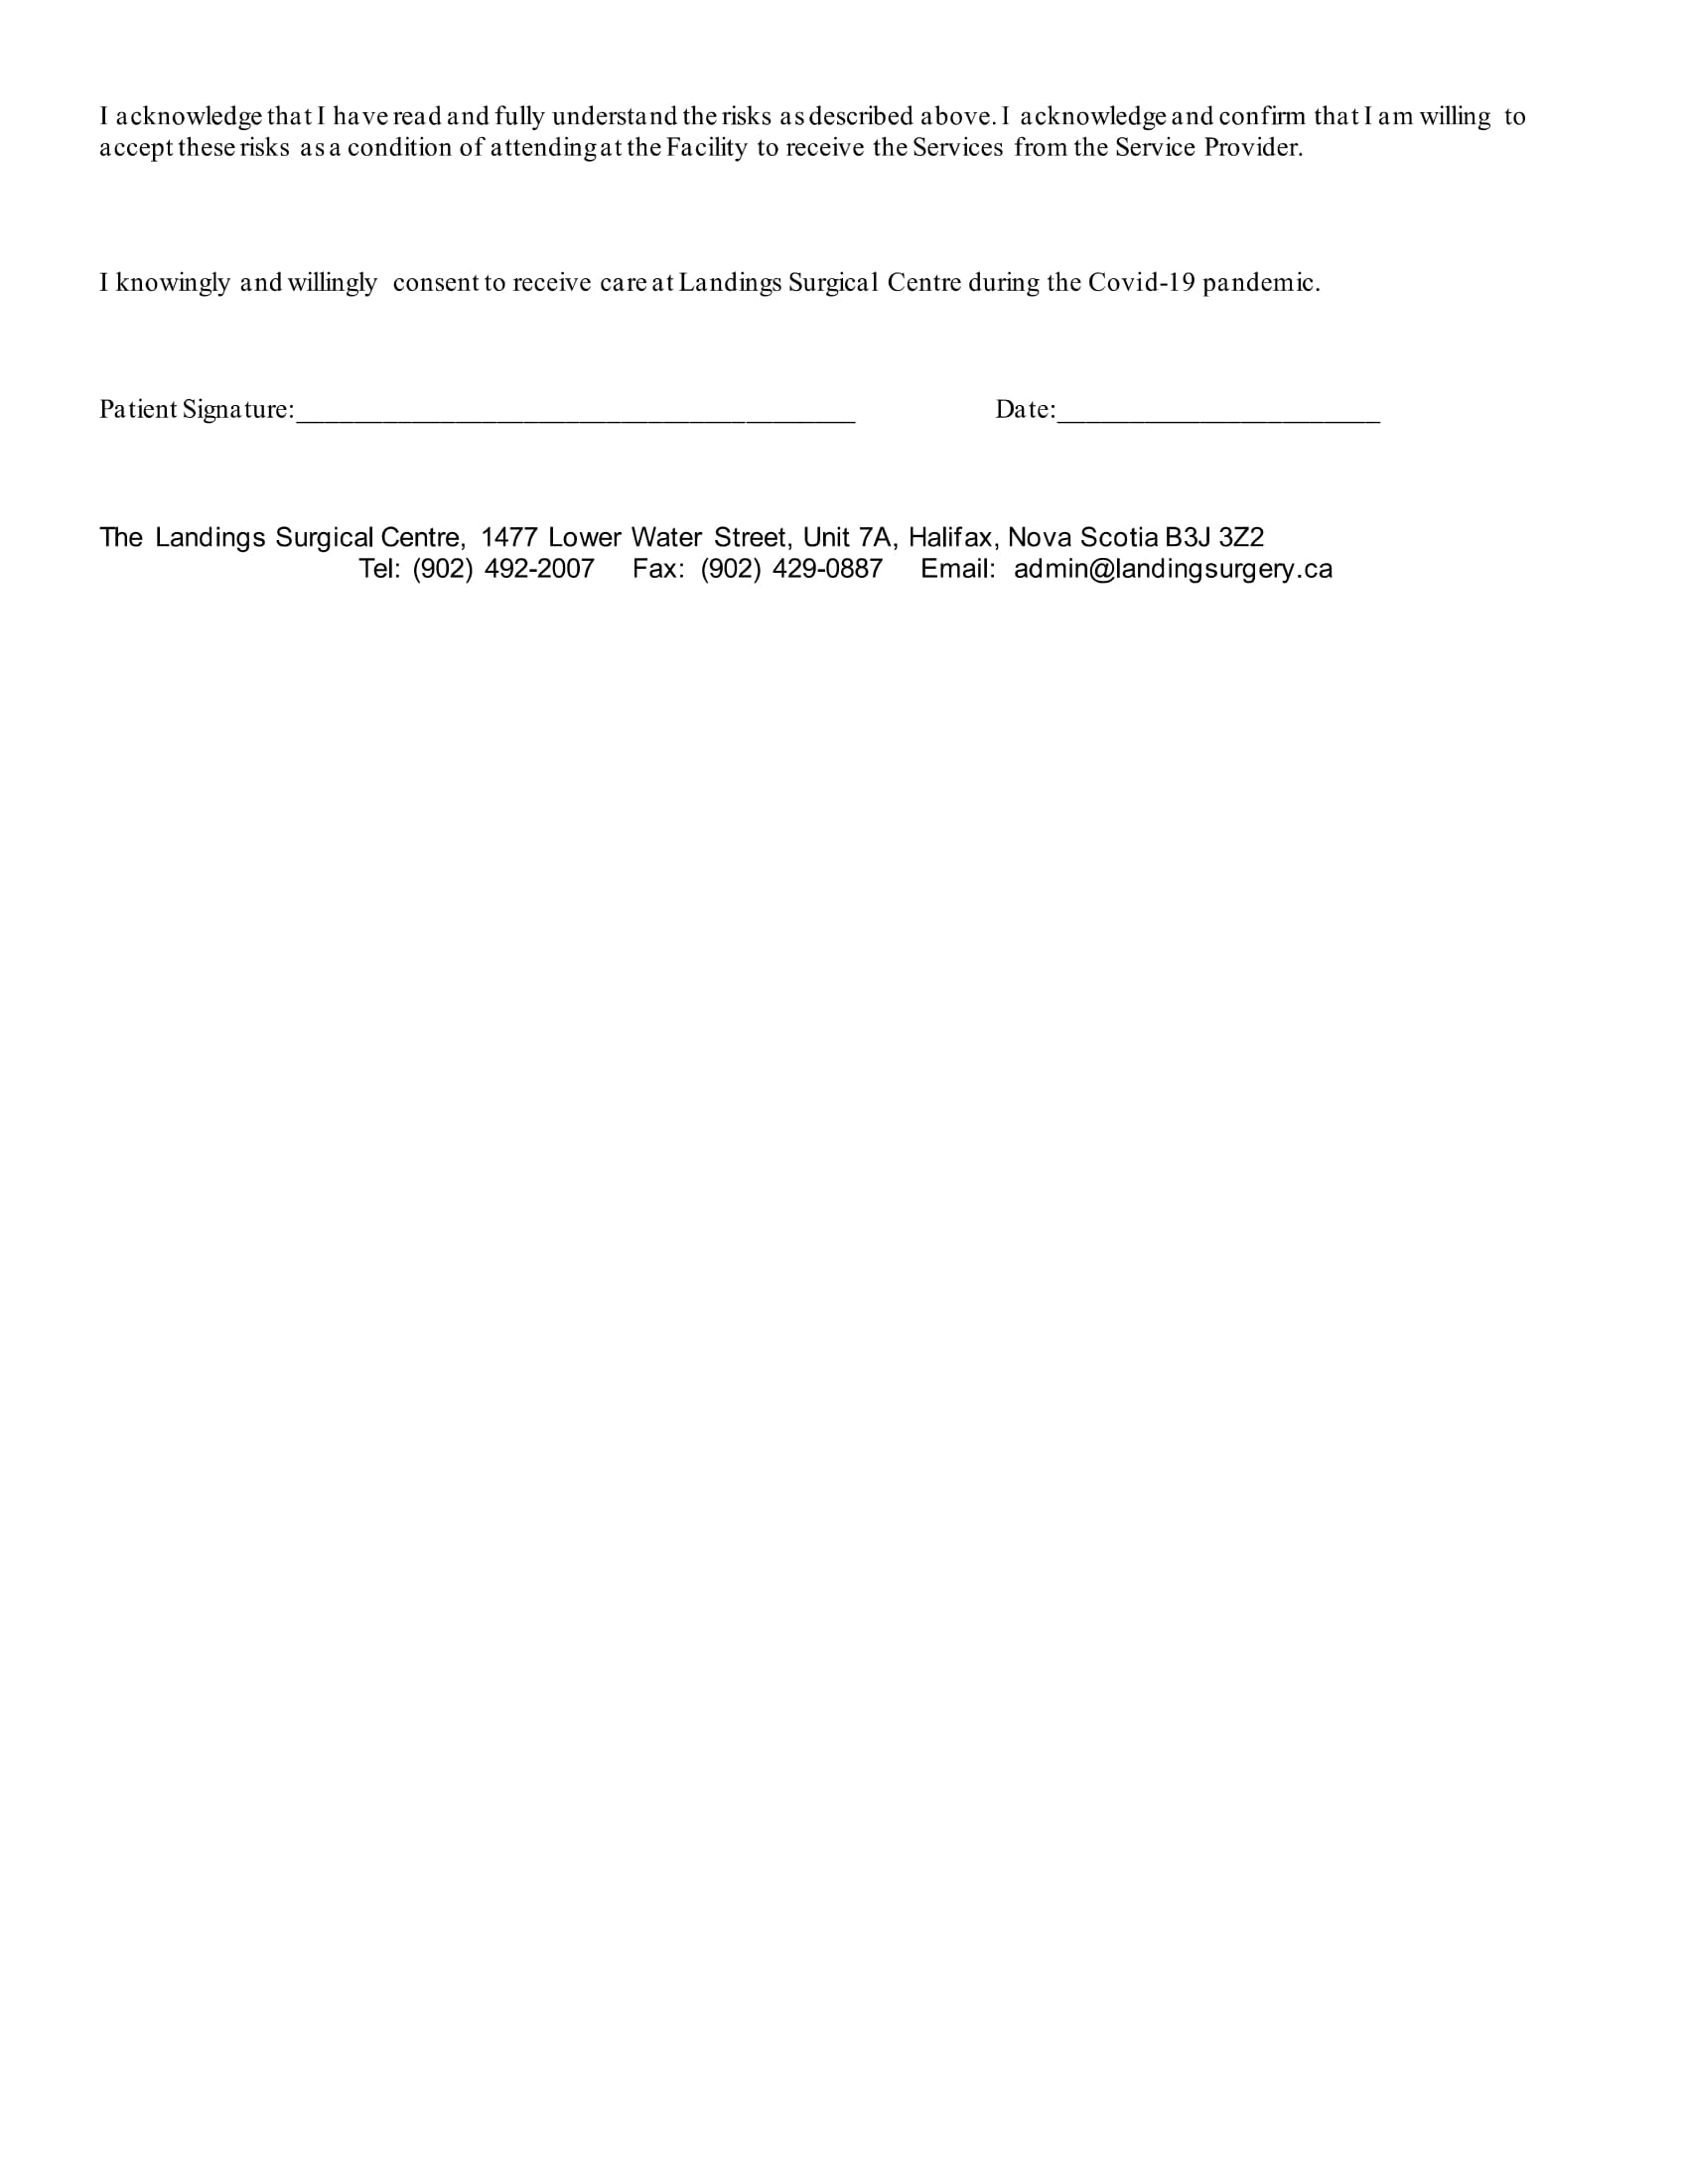 I acknowledge that I have read and fully understand the risks as described above. I acknowledge and confirm that I am willing to
accept these risks as a condition of attending at the Facility to receive the Services from the Service Provider.
I knowingly and willingly consent to receive care at Landings Surgical Centre during the Covid-19 pandemic.
Patient Signature:________________________________________ Date:_______________________
The Landings Surgical Centre, 1477 Lower Water Street, Unit 7A, Halifax, Nova Scotia B3J 3Z2
Tel: (902) 492-2007 Fax: (902) 429-0887 Email: admin@landingsurgery.ca